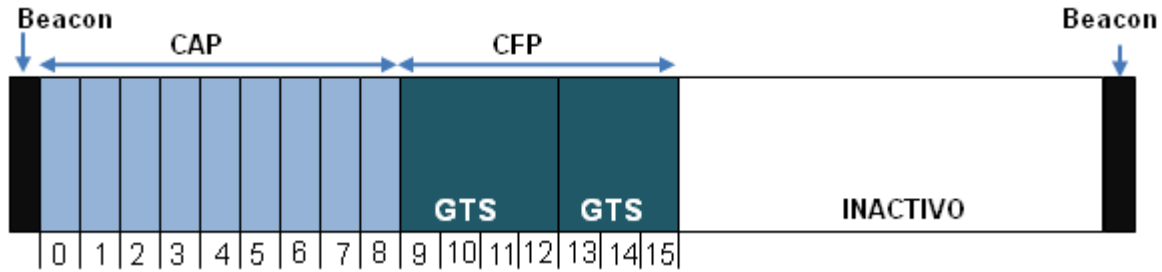 Beacon
Beacon
CAP
CFP
GTS
GTS
INACTIVO
0 1 2 3 4 5 6 7 8 9 10 11 12 13 14 15